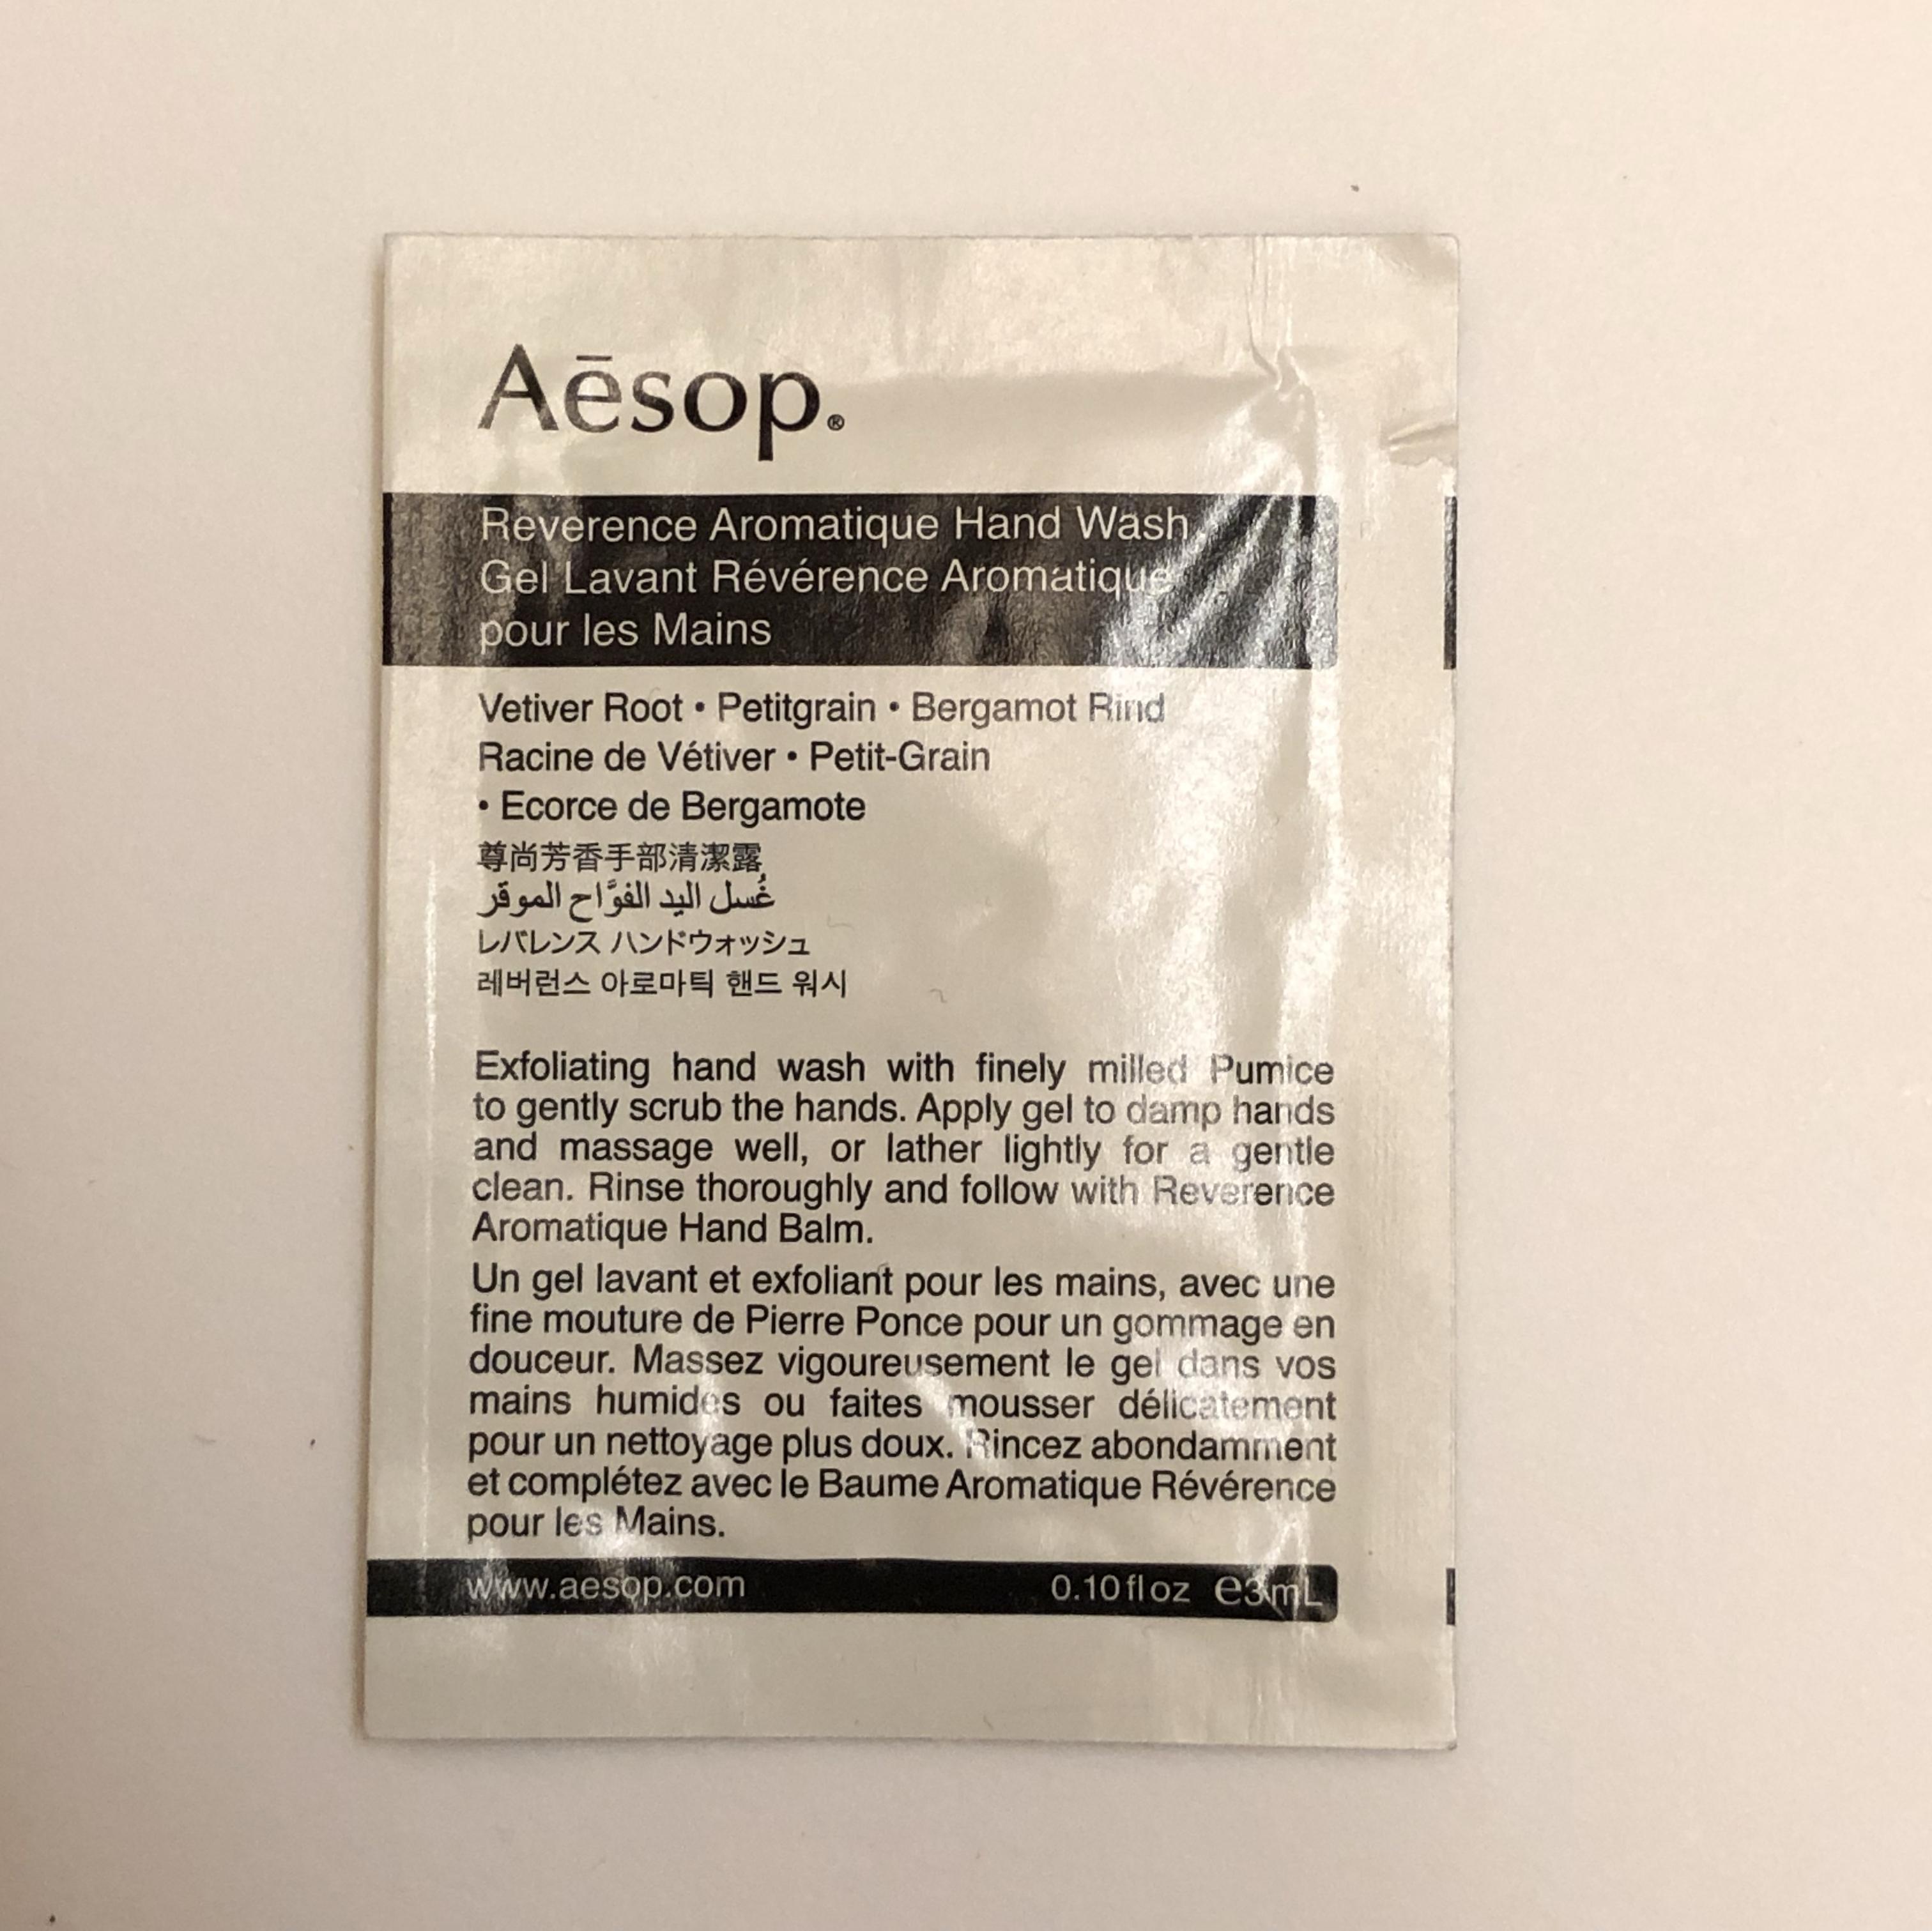 Aēsop.®
Reverence Aromatique Hand Wash
Gel Lavant Révérence Aromatique
pour les Mains
Vetiver Root • Petitgrain • Bergamot Rind
Racine de Vétiver • Petit-Grain
• Ecorce de Bergamote
尊尚芳香手部清潔露
غُسل اليد الفوَّاح الموقر
レバレンス ハンドウォッシュ
레버런스 아로마틱 핸드 워시
Exfoliating hand wash with finely milled Pumice
to gently scrub the hands. Apply gel to damp hands
and massage well, or lather lightly for a gentle
clean. Rinse thoroughly and follow with Reverence
Aromatique Hand Balm.
Un gel lavant et exfoliant pour les mains, avec une
fine mouture de Pierre Ponce pour un gommage en
douceur. Massez vigoureusement le gel dans vos
mains humides ou faites mousser délicatement
pour un nettoyage plus doux. Rincez abondamment
et complétez avec le Baume Aromatique Révérence
pour les Mains.
www.aesop.com 0.10 fl oz ℮3 mL